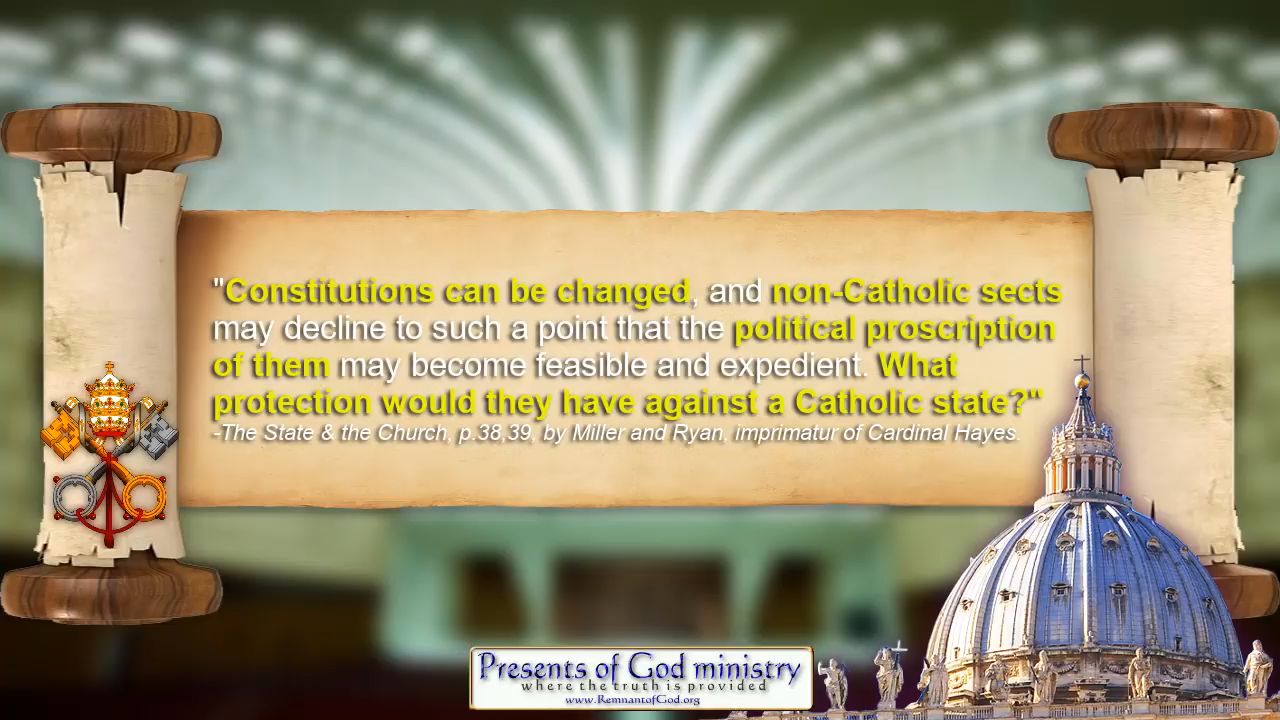 "Constitutions can be changed, and non-Catholic sects
may decline to such a point that the political proscription
of them may become feasible and expedient. What
protection would they have against a Catholic state?"
-The State & the Church, p.38,39, by Miller and Ryan, imprimatur of Cardinal Hayes.
Presents of God ministry
where the truth is provided
www.RemnantofGod.org